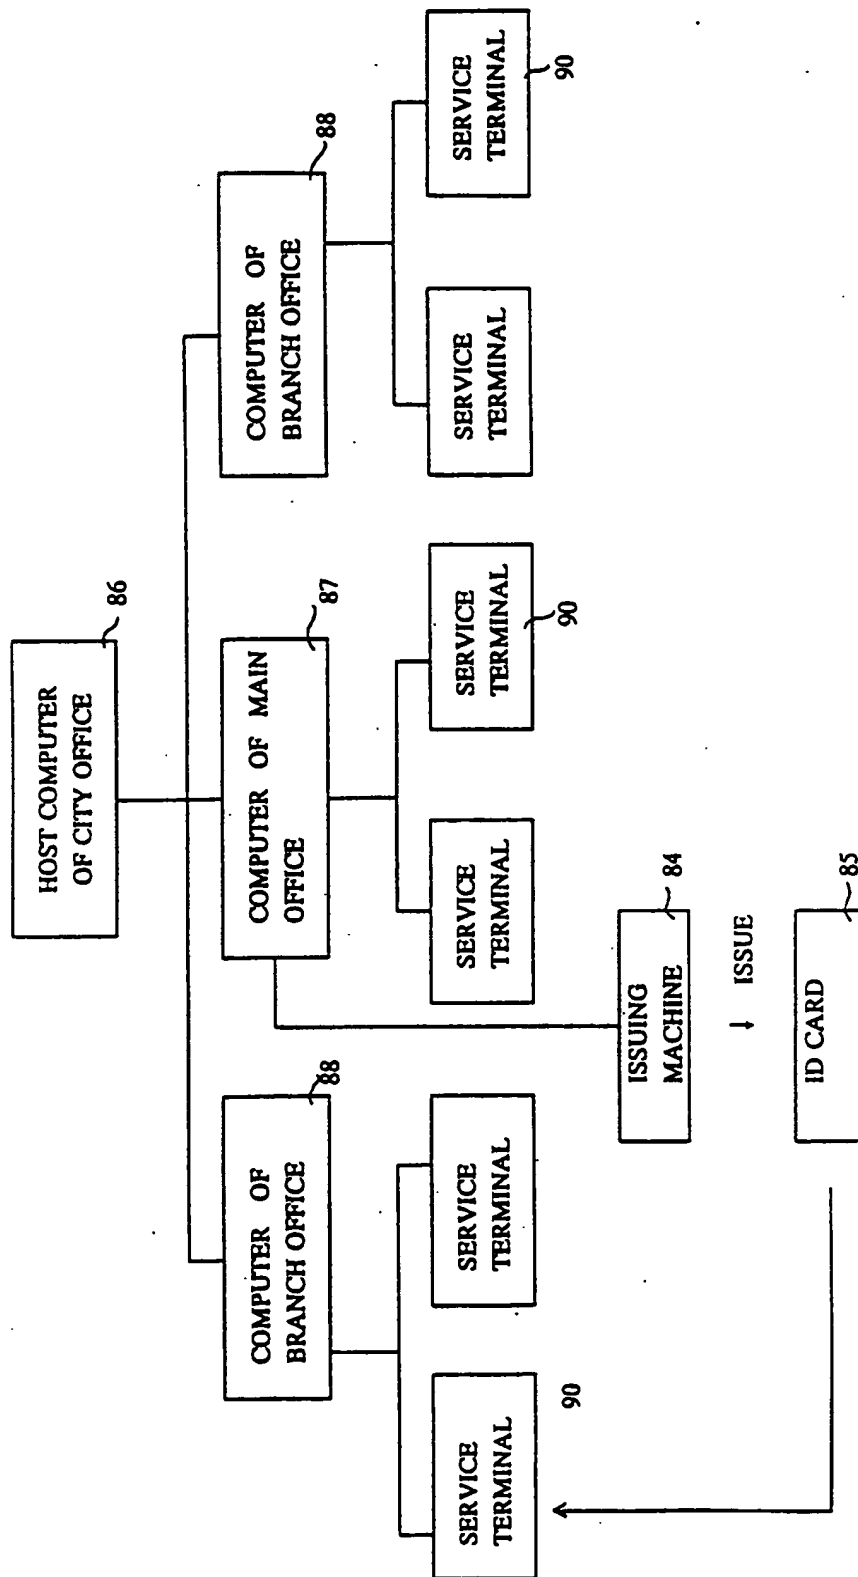 86
HOST COMPUTER
OF CITY OFFICE
88
COMPUTER OF
BRANCH OFFICE
87
COMPUTER OF MAIN
OFFICE
88
COMPUTER OF
BRANCH OFFICE
SERVICE
TERMINAL
90
SERVICE
TERMINAL
SERVICE
TERMINAL
SERVICE
TERMINAL
90
SERVICE
TERMINAL
SERVICE
TERMINAL
90
ISSUING
MACHINE
84
↓ ISSUE
ID CARD
85